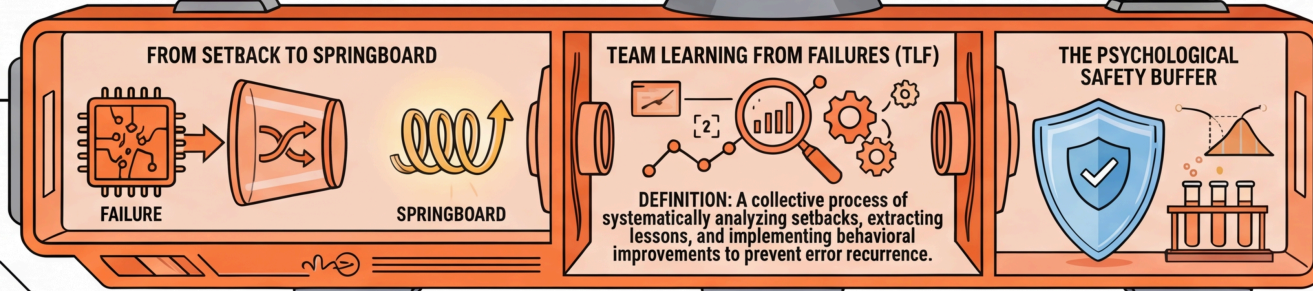 FROM SETBACK TO SPRINGBOARD
FAILURE
SPRINGBOARD
TEAM LEARNING FROM FAILURES (TLF)
[2]
DEFINITION: A collective process of
systematically analyzing setbacks, extracting
lessons, and implementing behavioral
improvements to prevent error recurrence.
THE PSYCHOLOGICAL
SAFETY BUFFER